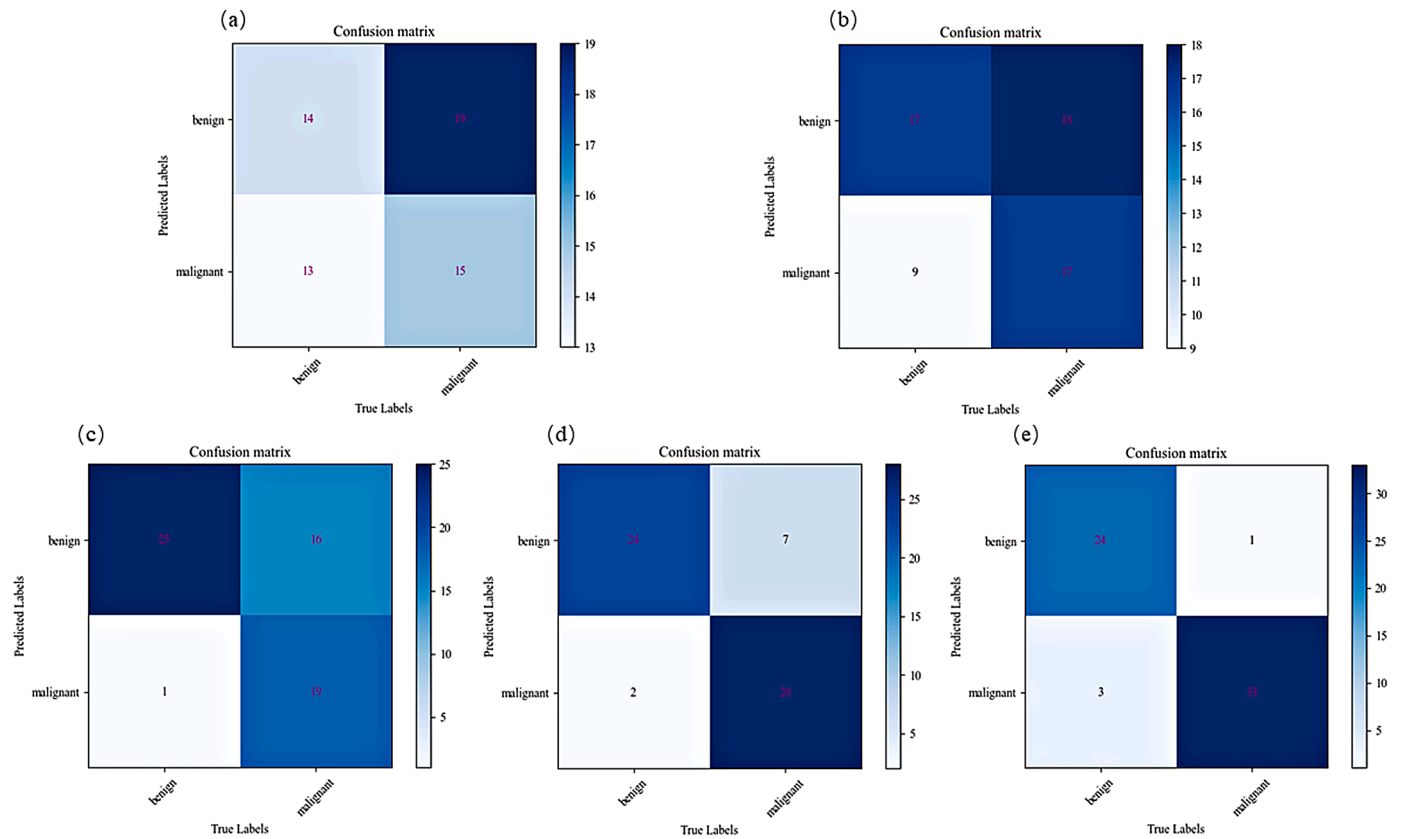 (a)
Confusion matrix
19
18
17
16
15
14
13
benign
malignant
14
19
13
15
Predicted Labels
benign
malignant
True Labels
(b)
Confusion matrix
18
17
16
15
14
13
12
11
10
9
benign
malignant
17
18
9
17
Predicted Labels
benign
malignant
True Labels
(c)
Confusion matrix
25
20
15
10
5
benign
malignant
25
16
1
19
Predicted Labels
benign
malignant
True Labels
(d)
Confusion matrix
25
20
15
10
5
benign
malignant
24
7
2
28
Predicted Labels
benign
malignant
True Labels
(e)
Confusion matrix
30
25
20
15
10
5
benign
malignant
24
1
3
33
Predicted Labels
benign
malignant
True Labels